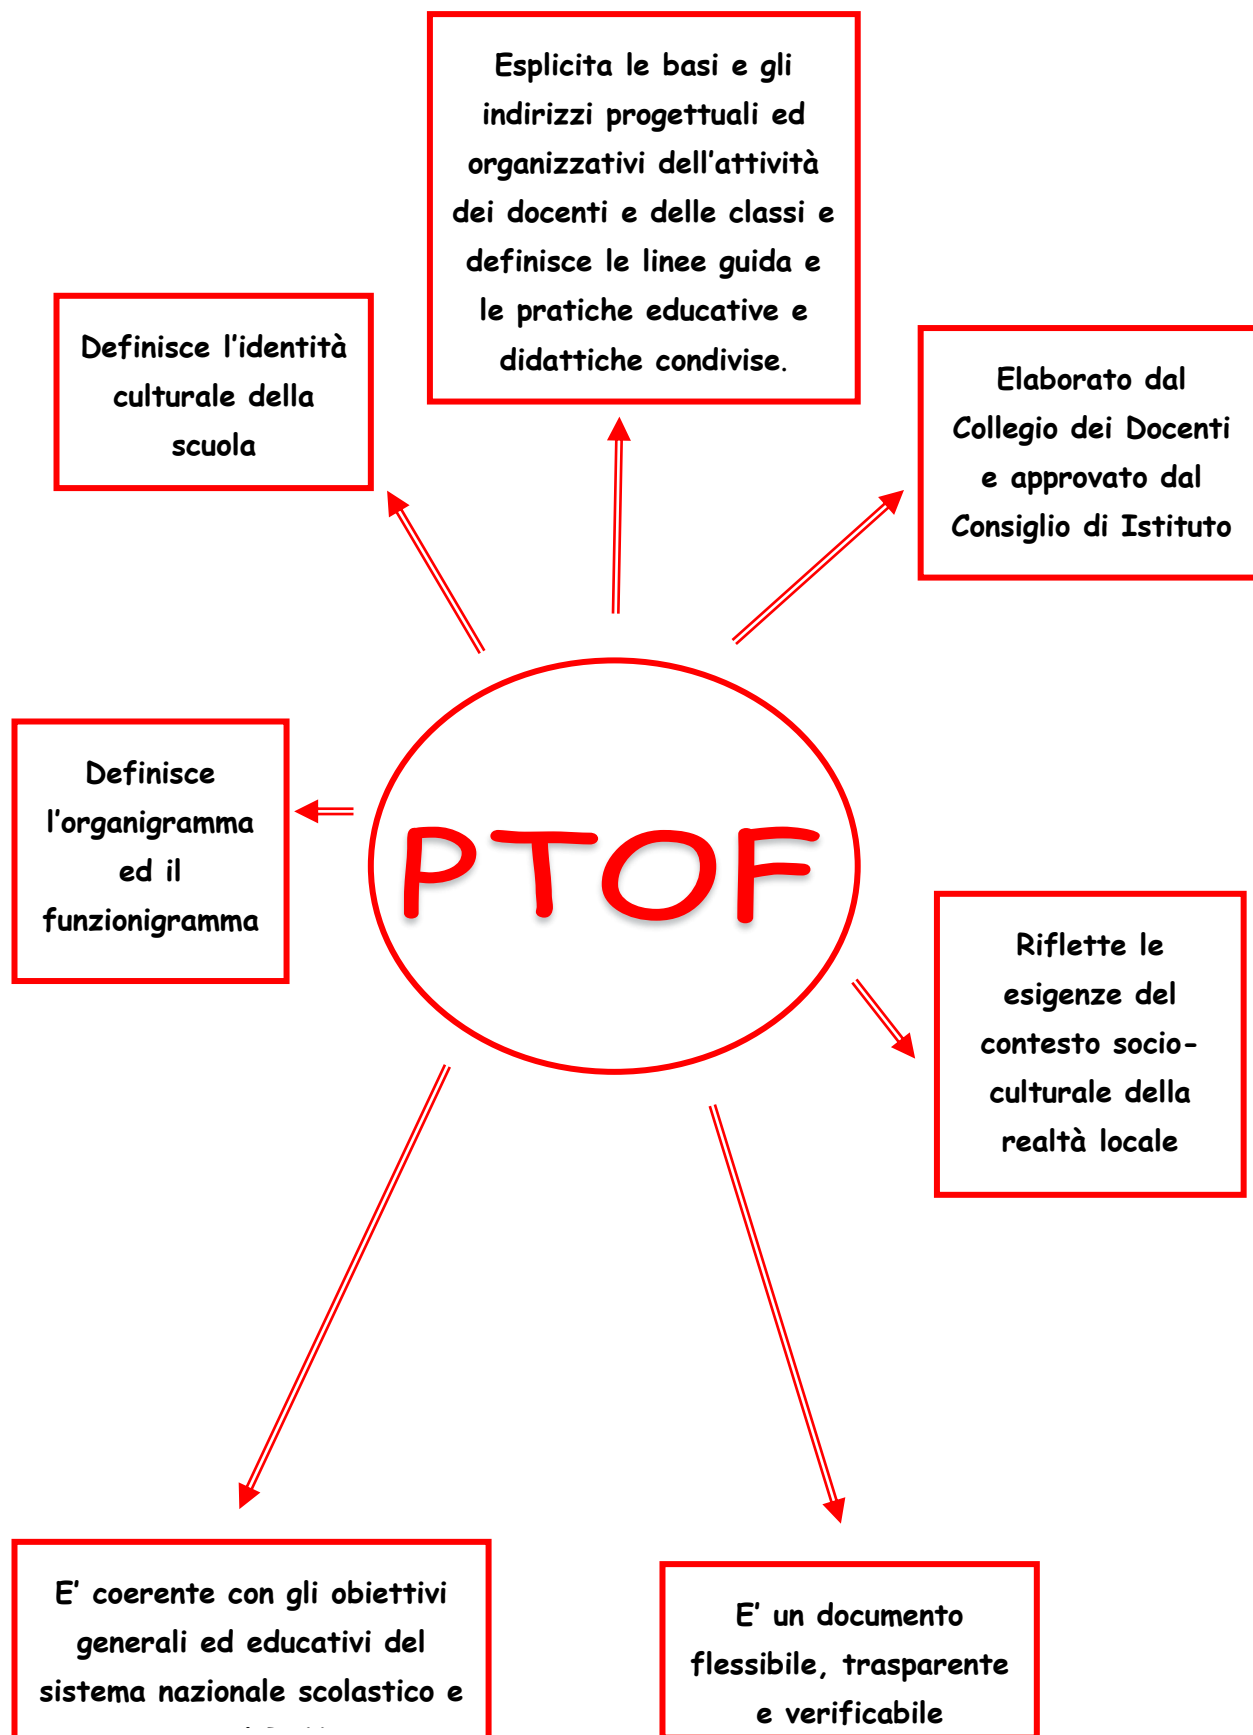 Esplicita le basi e gli
indirizzi progettuali ed
organizzativi dell’attività
dei docenti e delle classi e
definisce le linee guida e
le pratiche educative e
didattiche condivise.
Definisce l’identità
culturale della
scuola
Elaborato dal
Collegio dei Docenti
e approvato dal
Consiglio di Istituto
Definisce
l’organigramma
ed il
funzionigramma
PTOF
Riflette le
esigenze del
contesto socio-
culturale della
realtà locale
E’ coerente con gli obiettivi
generali ed educativi del
sistema nazionale scolastico e
E’ un documento
flessibile, trasparente
e verificabile